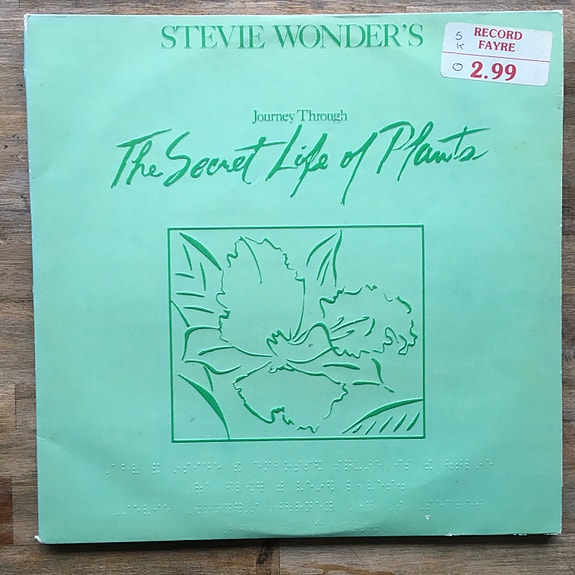 STEVIE WONDER'S
Journey Through
The Secret Life of Plants
S
K
O
RECORD
FAYRE
2.99